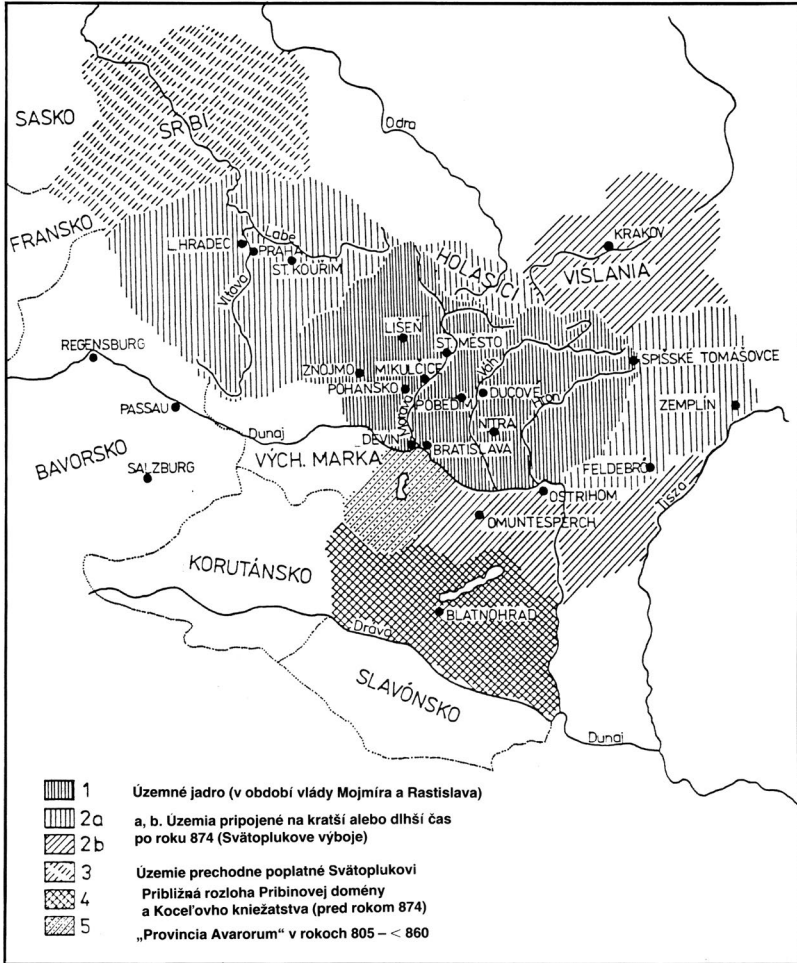 SASKO
SRBI
Odra
FRANSKO
L. HRADEC
PRAHA
Labe
ST. KOUŘIM
Vltava
HOLASICI
KRAKOV
VISLANIA
LIŠEŇ
ST. MĚSTO
REGENSBURG
ZNOJMO
MIKULČICE
POHANSKO
Morava
POBEDIM
Váh
DUCOVÉ
Hron
SPIŠSKÉ TOMÁŠOVCE
PASSAU
Dunaj
NITRA
ZEMPLÍN
DEVÍN
BRATISLAVA
BAVORSKO
VÝCH. MARKA
SALZBURG
FELDEBRÖ
OSTRIHOM
Tisza
OMUNTESPERCH
KORUTÁNSKO
BLATNOHRAD
Dráva
SLAVÓNSKO
Dunaj
1 Územné jadro (v období vlády Mojmíra a Rastislava)
2a a, b. Územia pripojené na kratší alebo dlhší čas
2b po roku 874 (Svätoplukove výboje)
3 Územie prechodne poplatné Svätoplukovi
4 Približná rozloha Pribinovej domény
a Koceľovho kniežatstva (pred rokom 874)
5 „Provincia Avarorum“ v rokoch 805 – < 860